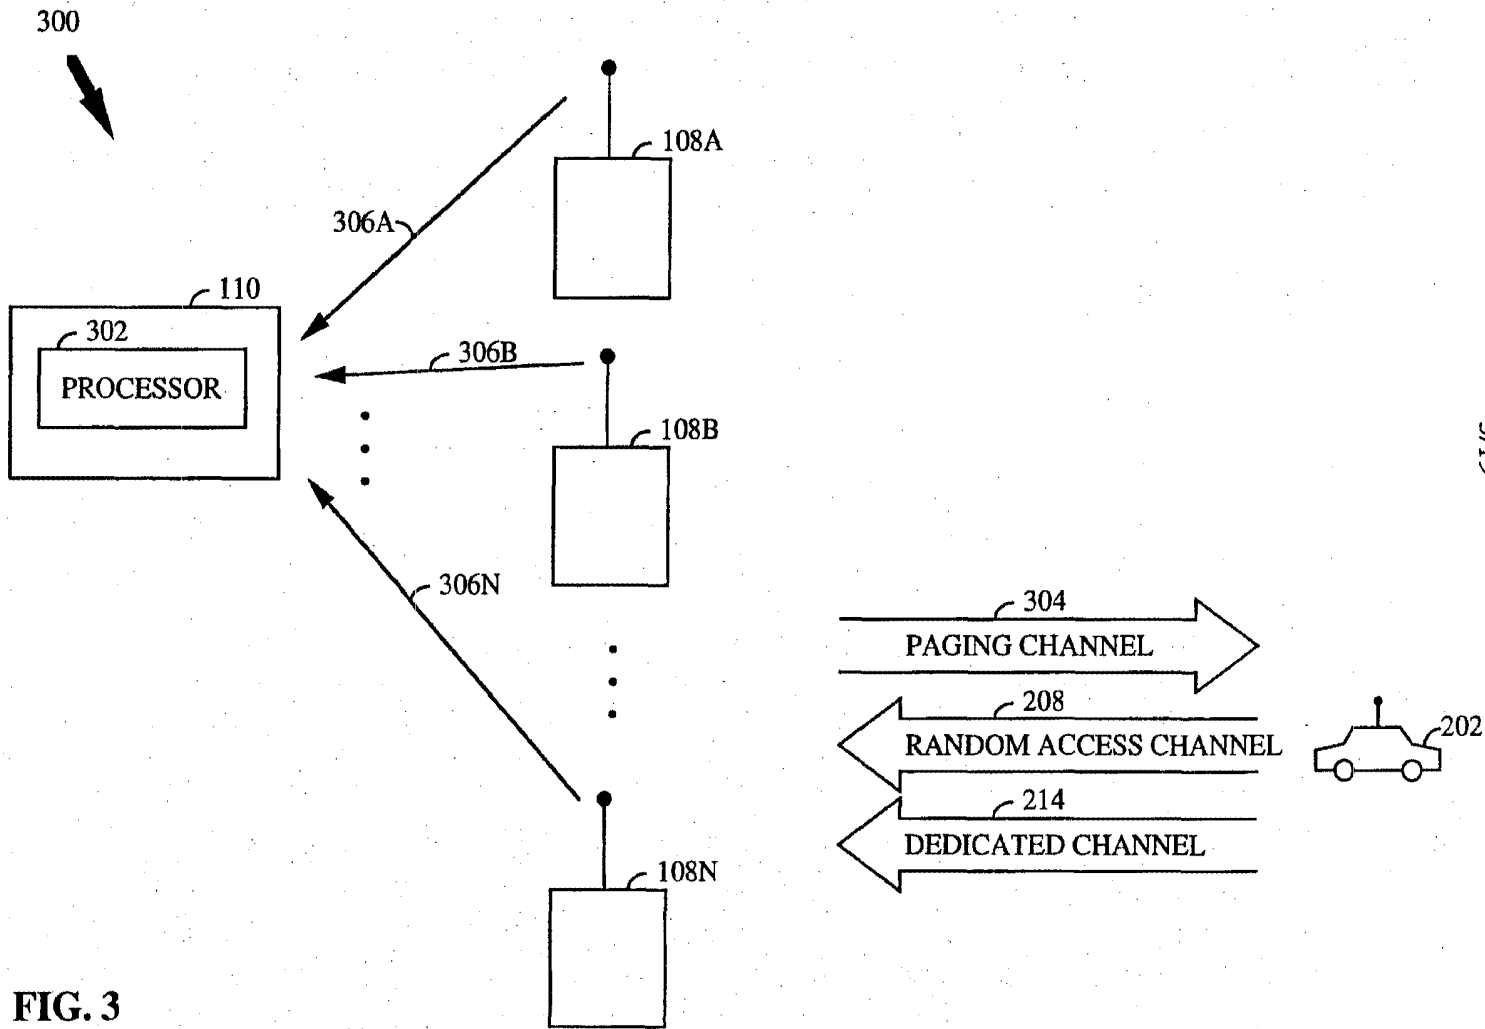 300
108A
306A
110
302
PROCESSOR
306B
108B
306N
304
PAGING CHANNEL
208
RANDOM ACCESS CHANNEL
202
214
DEDICATED CHANNEL
108N
FIG. 3